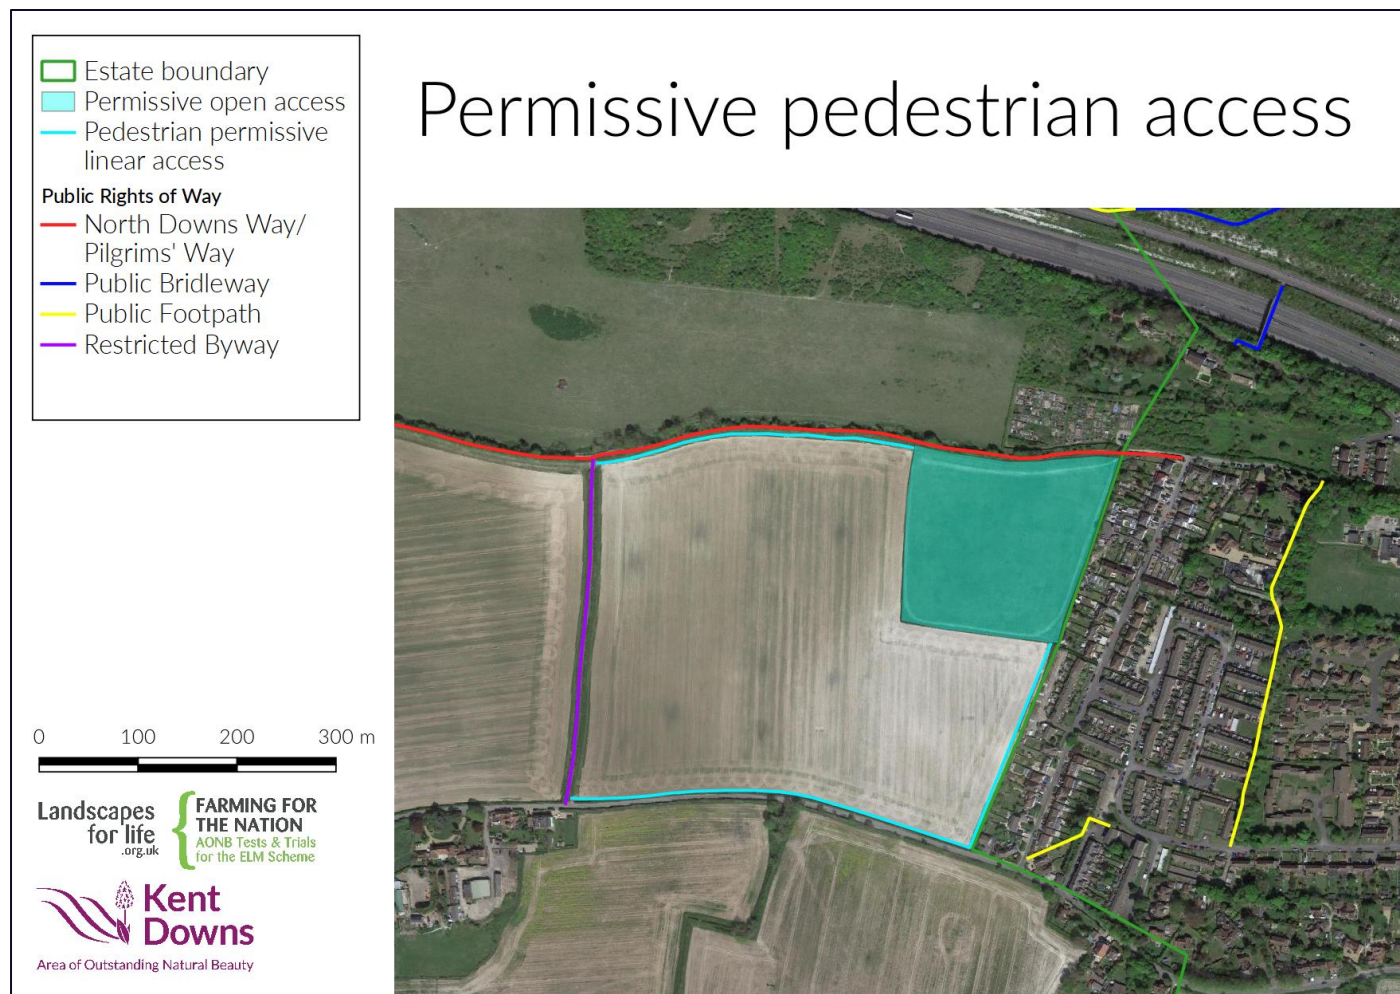 Permissive pedestrian access
Estate boundary
Permissive open access
Pedestrian permissive
linear access
Public Rights of Way
North Downs Way/
Pilgrims' Way
Public Bridleway
Public Footpath
Restricted Byway
0 100 200 300 m
Landscapes
for life
.org.uk
FARMING FOR
THE NATION
AONB Tests & Trials
for the ELM Scheme
Kent
Downs
Area of Outstanding Natural Beauty